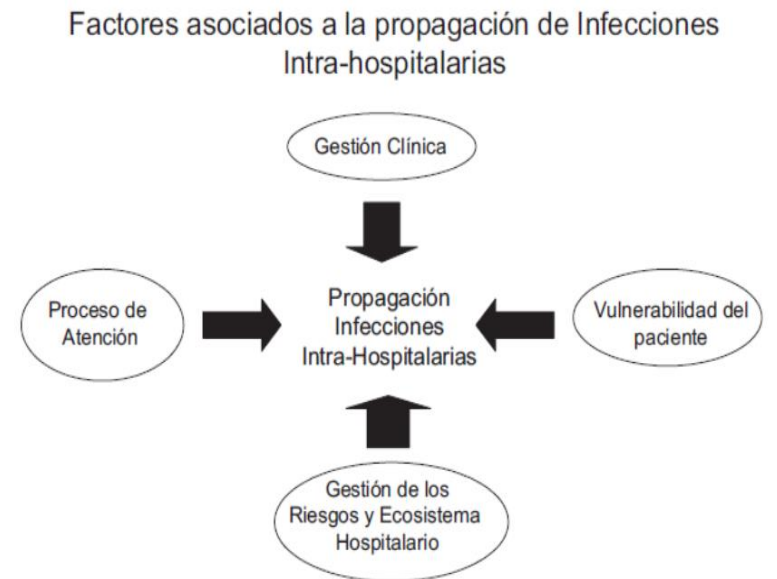 Factores asociados a la propagación de Infecciones
Intra-hospitalarias
Gestión Clínica
Proceso de
Atención
Propagación
Infecciones
Intra-Hospitalarias
Vulnerabilidad del
paciente
Gestión de los
Riesgos y Ecosistema
Hospitalario